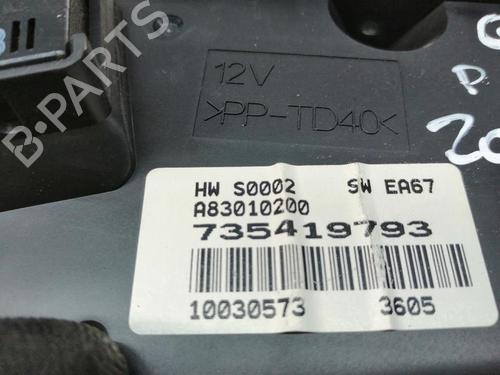 B-PARTS
12V
>PP-TD40<
HW S0002 SW EA67
A83010200
735419793
10030573 3605